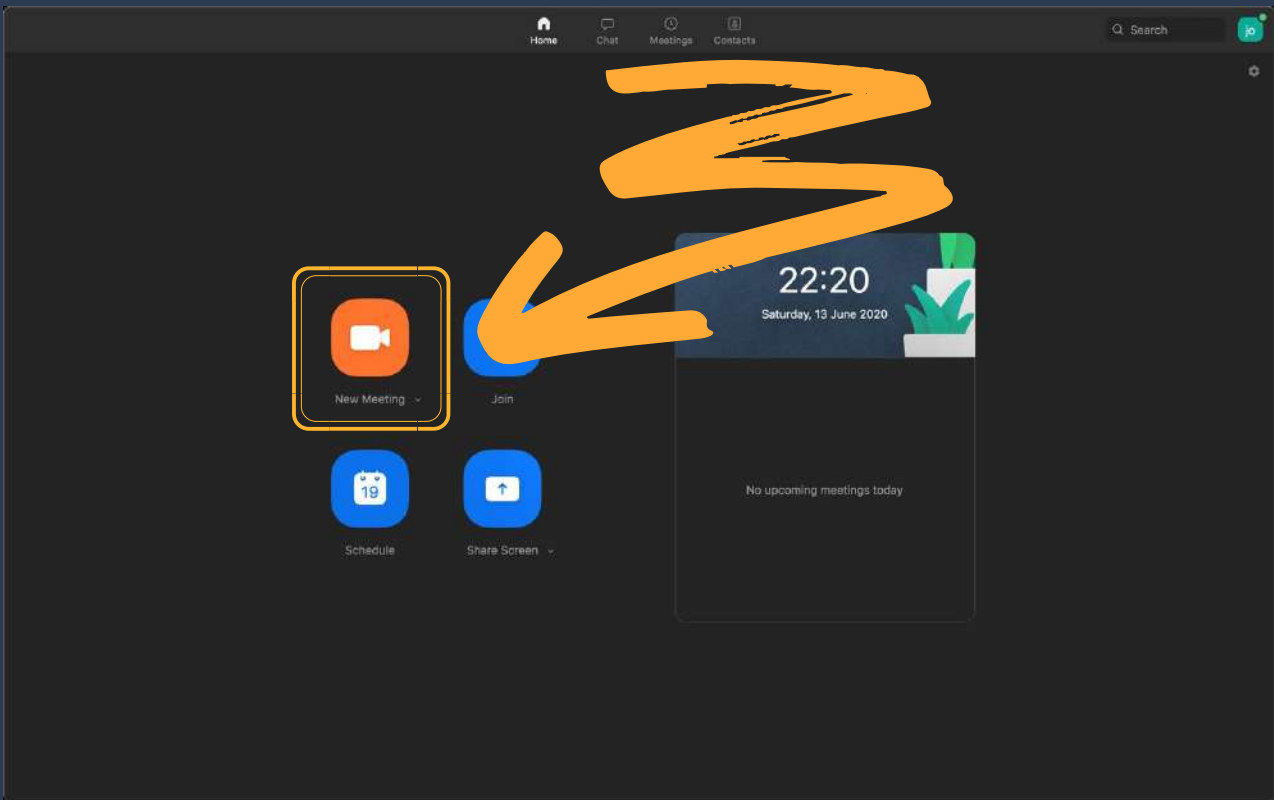 Home
Chat
Meetings
Contacts
Search
jo
22:20
Saturday, 13 June 2020
New Meeting
Join
19
Schedule
Share Screen
No upcoming meetings today